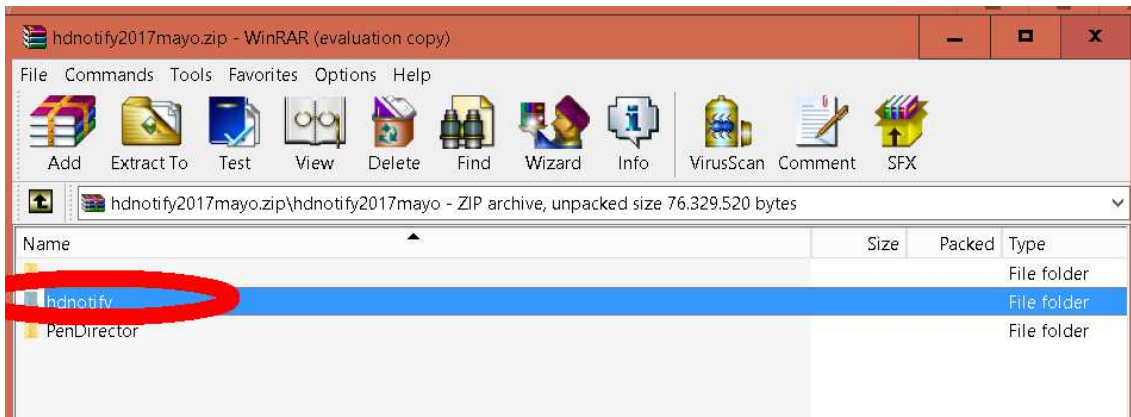 hdnotify2017mayo.zip - WinRAR (evaluation copy)
File Commands Tools Favorites Options Help
Add Extract To Test View Delete Find Wizard Info VirusScan Comment SFX
hdnotify2017mayo.zip\hdnotify2017mayo - ZIP archive, unpacked size 76.329.520 bytes
Name Size Packed Type
File folder
hdnotify File folder
PenDirector File folder